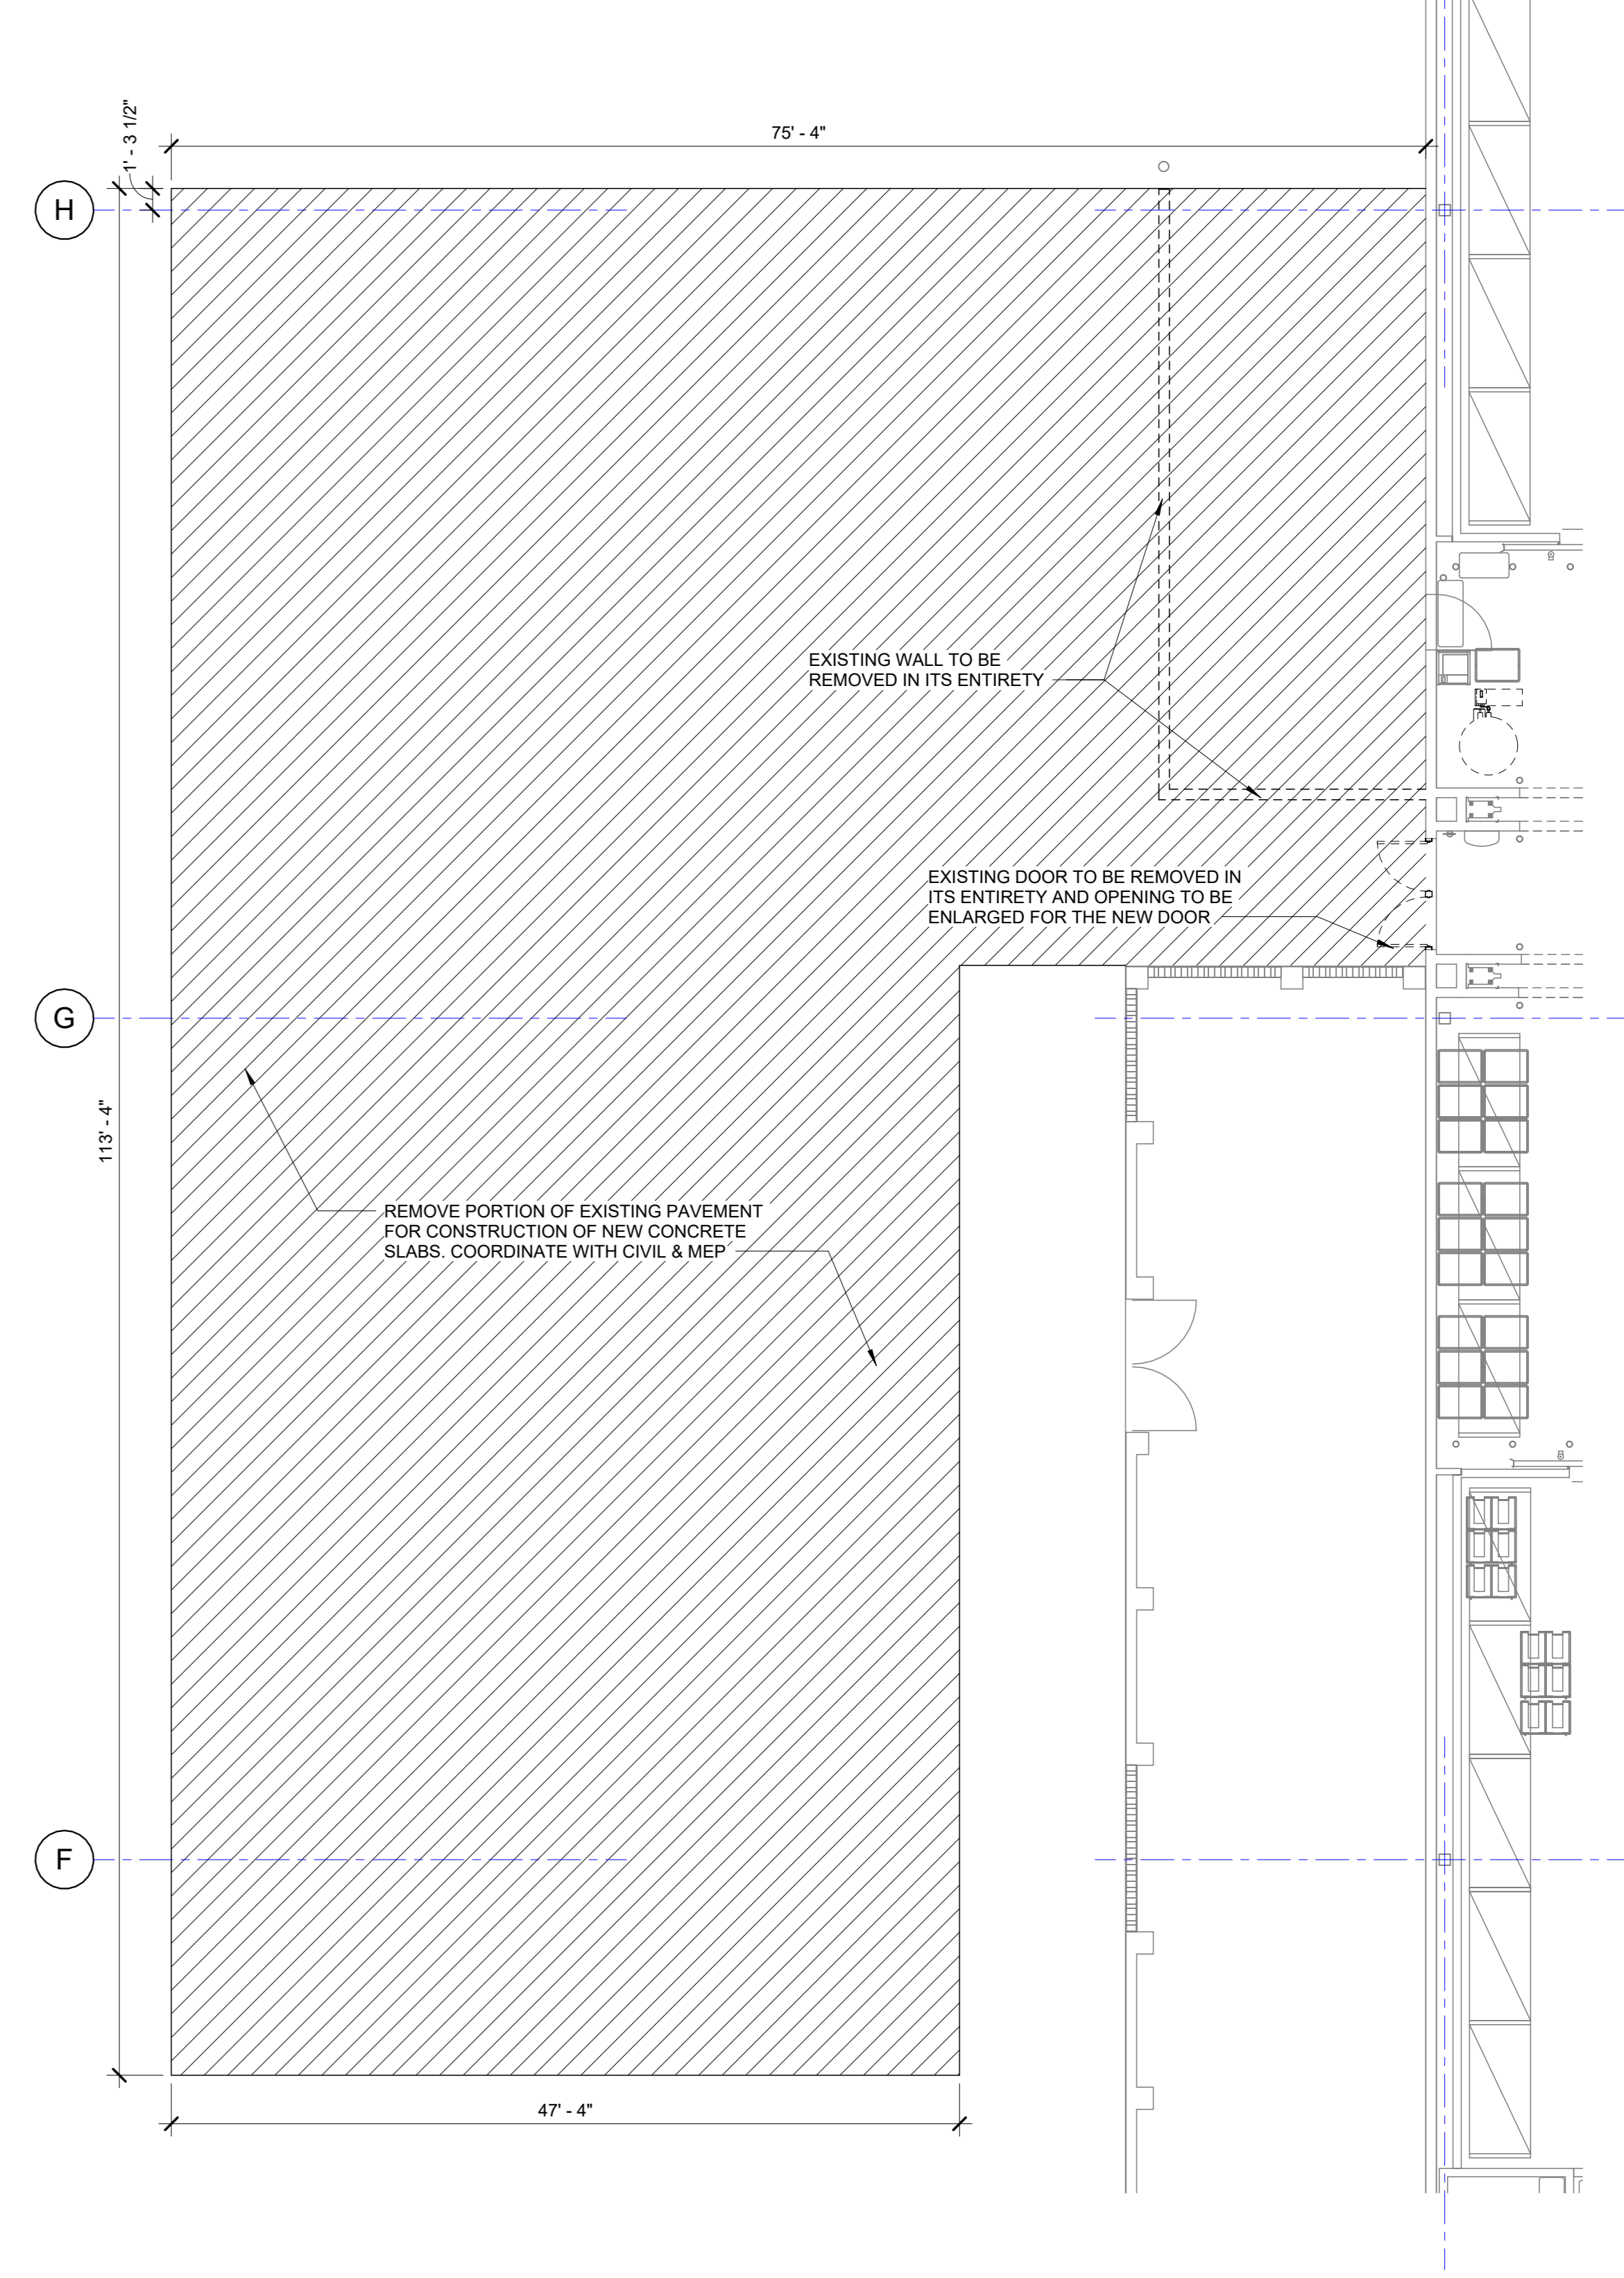 1' - 3 1/2"
75' - 4"
H
EXISTING WALL TO BE
REMOVED IN ITS ENTIRETY
EXISTING DOOR TO BE REMOVED IN
ITS ENTIRETY AND OPENING TO BE
ENLARGED FOR THE NEW DOOR
G
113' - 4"
REMOVE PORTION OF EXISTING PAVEMENT
FOR CONSTRUCTION OF NEW CONCRETE
SLABS. COORDINATE WITH CIVIL & MEP
F
47' - 4"